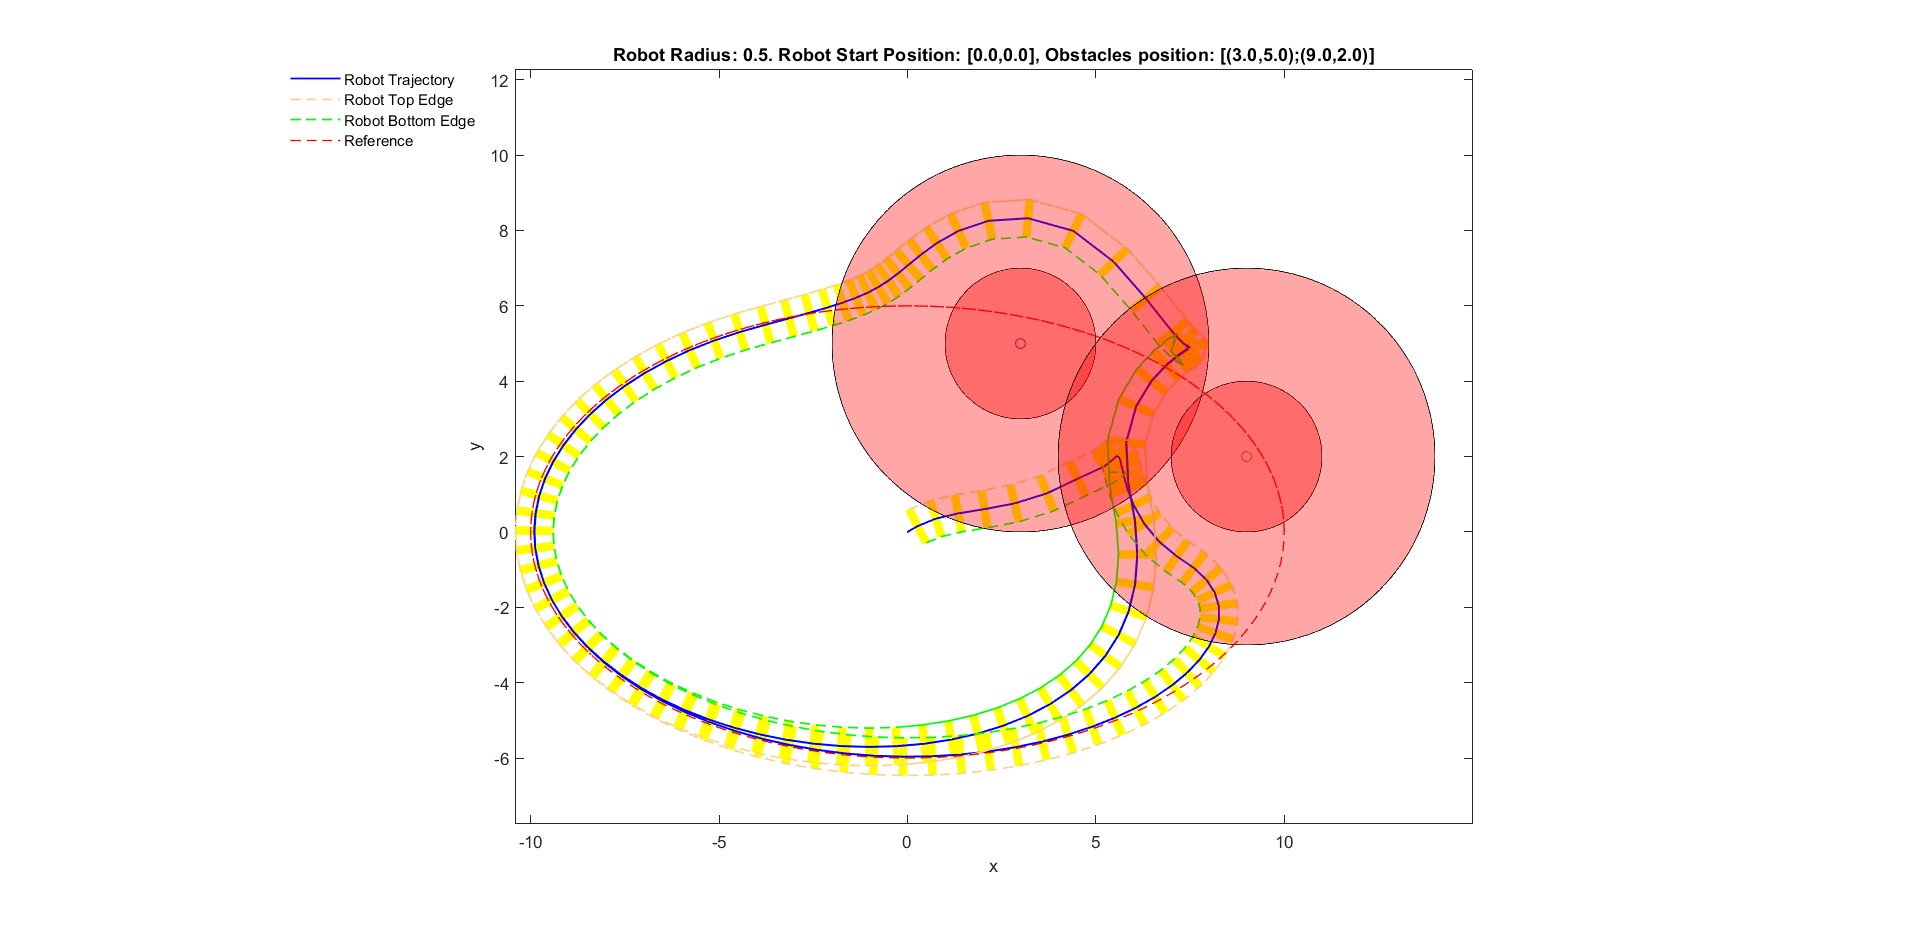 Robot Radius: 0.5. Robot Start Position: [0.0,0.0], Obstacles position: [(3.0,5.0);(9.0,2.0)]
Robot Trajectory
Robot Top Edge
Robot Bottom Edge
Reference
12
10
8
6
4
2
0
-2
-4
-6
y
-10
-5
0
5
10
x